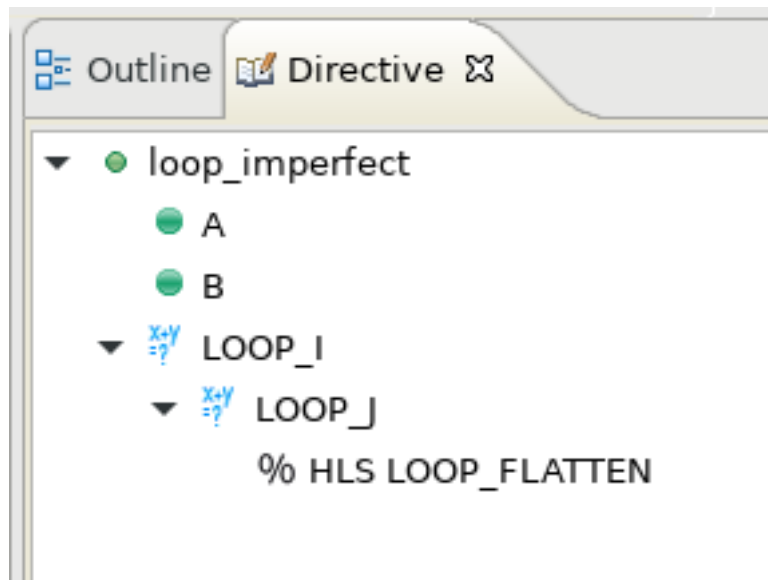 Outline Directive
loop_imperfect
A
B
LOOP_I
LOOP_J
% HLS LOOP_FLATTEN